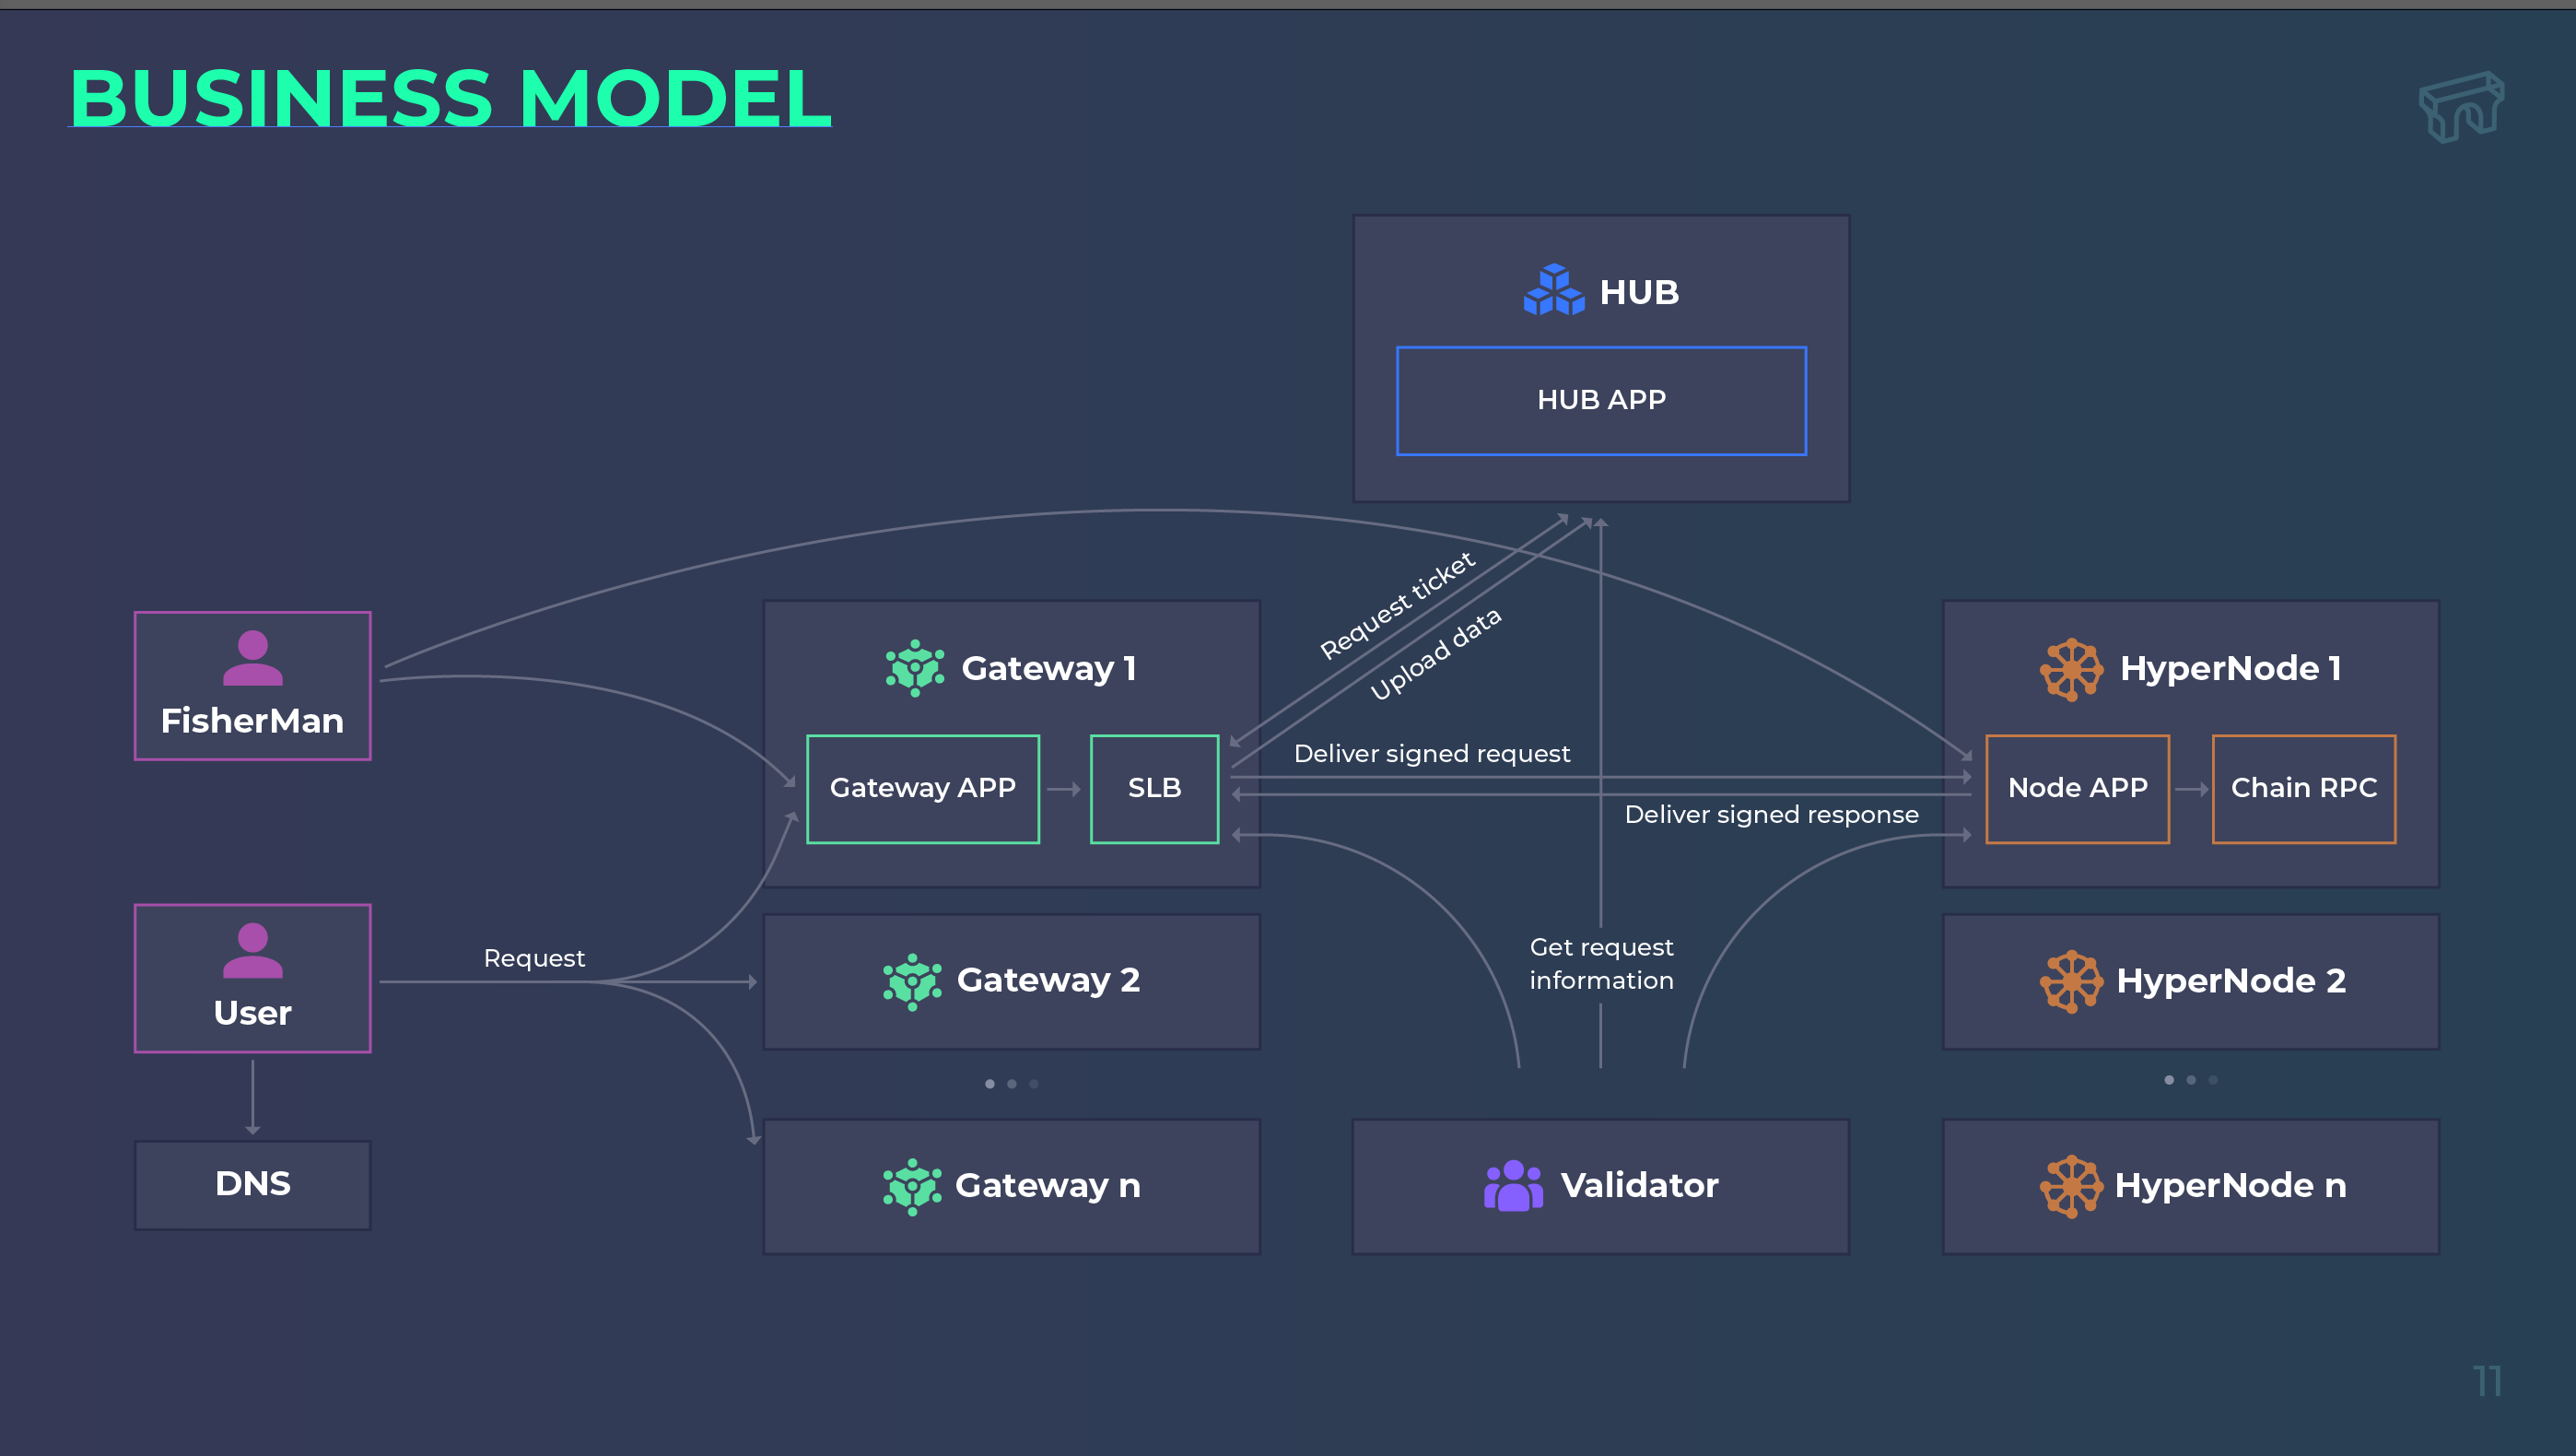 BUSINESS MODEL
HUB
HUB APP
Request ticket
Upload data
FisherMan
Gateway 1
Gateway APP
SLB
Deliver signed request
Deliver signed response
HyperNode 1
Node APP
Chain RPC
User
Request
Gateway 2
Get request
information
HyperNode 2
DNS
Gateway n
Validator
HyperNode n
11